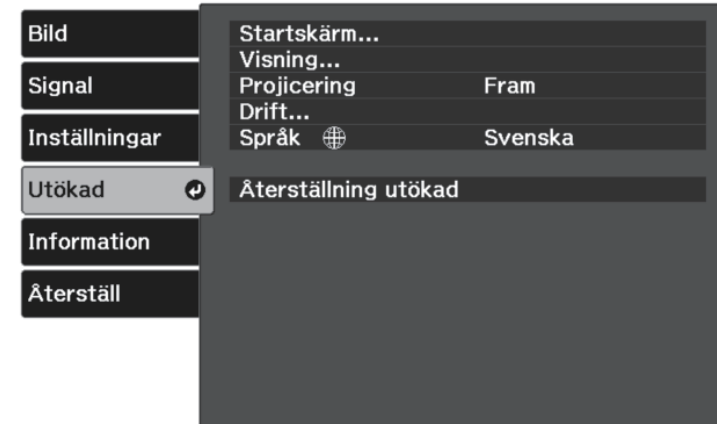 Bild
Signal
Inställningar
Utökad
Information
Återställ
Startskärm...
Visning...
Projicering Fram
Drift...
Språk Svenska
Återställning utökad